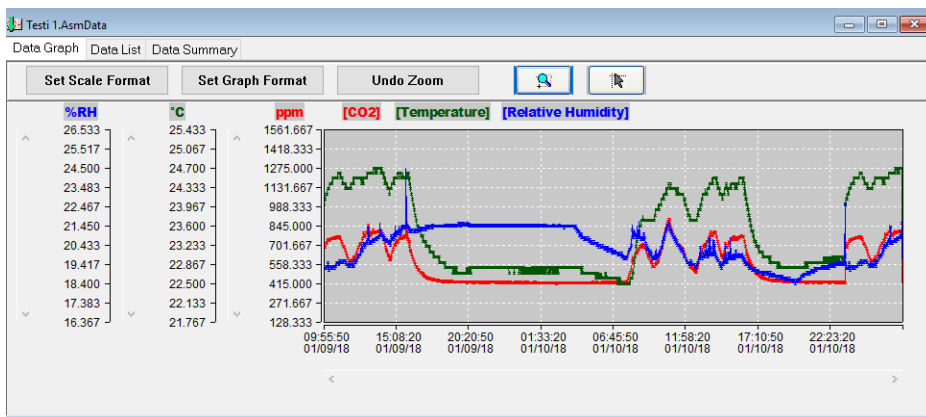 Testi 1.AsmData
Data Graph Data List Data Summary
Set Scale Format Set Graph Format Undo Zoom
%RH °C ppm [CO2] [Temperature] [Relative Humidity]
26.533 25.433 1561.667
25.517 25.067 1418.333
24.500 24.700 1275.000
23.483 24.333 1131.667
22.467 23.967 988.333
21.450 23.600 845.000
20.433 23.233 701.667
19.417 22.867 558.333
18.400 22.500 415.000
17.383 22.133 271.667
16.367 21.767 128.333
09:55:50 15:08:20 20:20:50 01:33:20 06:45:50 11:58:20 17:10:50 22:23:20
01/09/18 01/09/18 01/09/18 01/10/18 01/10/18 01/10/18 01/10/18 01/10/18